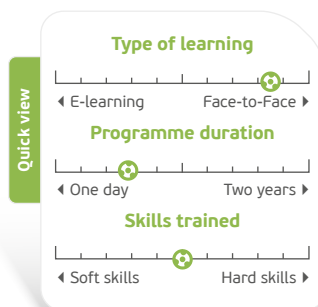 Quick view
Type of learning
E-learning Face-to-Face
Programme duration
One day Two years
Skills trained
Soft skills Hard skills